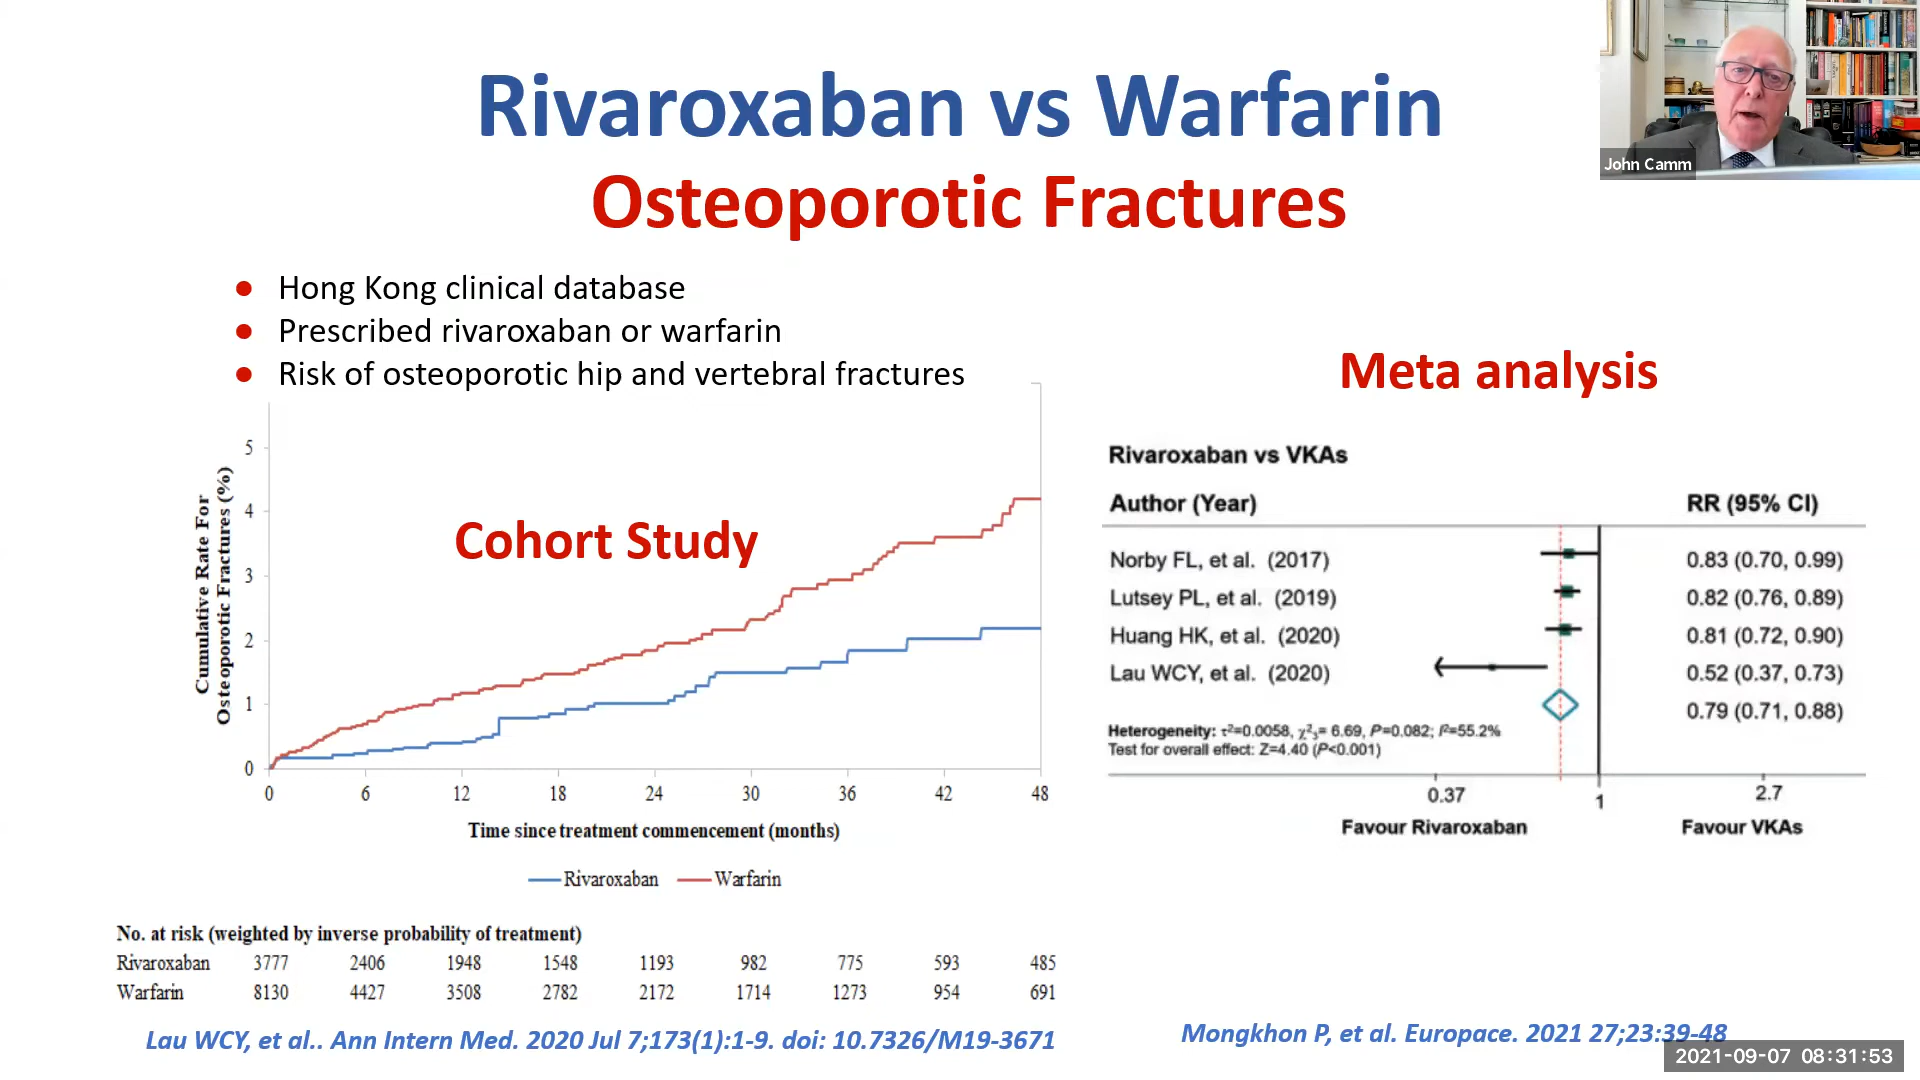 Rivaroxaban vs Warfarin
Osteoporotic Fractures
John Camm
● Hong Kong clinical database
● Prescribed rivaroxaban or warfarin
● Risk of osteoporotic hip and vertebral fractures
Cohort Study
Cumulative Rate For
Osteoporotic Fractures (%)
5
4
3
2
1
0
0 6 12 18 24 30 36 42 48
Time since treatment commencement (months)
Rivaroxaban Warfarin
No. at risk (weighted by inverse probability of treatment)
Rivaroxaban 3777 2406 1948 1548 1193 982 775 593 485
Warfarin 8130 4427 3508 2782 2172 1714 1273 954 691
Lau WCY, et al.. Ann Intern Med. 2020 Jul 7;173(1):1-9. doi: 10.7326/M19-3671
Meta analysis
Rivaroxaban vs VKAs
Author (Year) RR (95% CI)
Norby FL, et al. (2017) 0.83 (0.70, 0.99)
Lutsey PL, et al. (2019) 0.82 (0.76, 0.89)
Huang HK, et al. (2020) 0.81 (0.72, 0.90)
Lau WCY, et al. (2020) 0.52 (0.37, 0.73)
0.79 (0.71, 0.88)
Heterogeneity: τ²=0.0058, χ²₃= 6.69, P=0.082; I²=55.2%
Test for overall effect: Z=4.40 (P<0.001)
0.37 1 2.7
Favour Rivaroxaban Favour VKAs
Mongkhon P, et al. Europace. 2021 27;23:39-48
2021-09-07 08:31:53